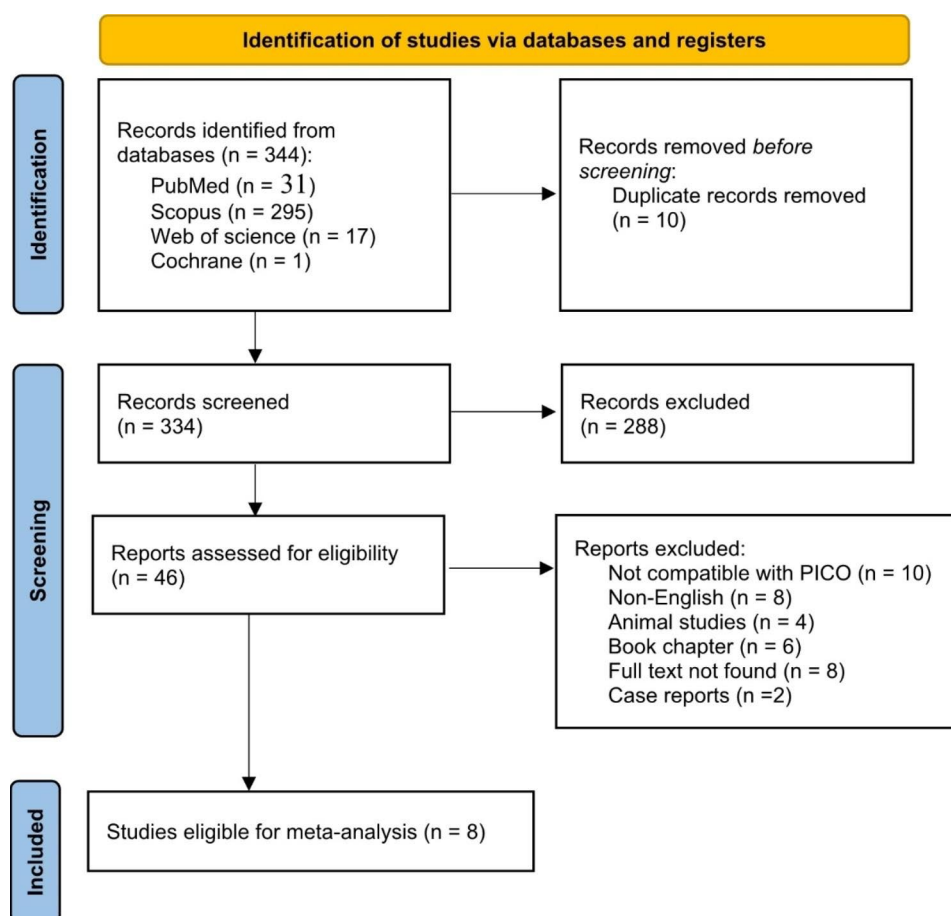 Identification of studies via databases and registers
Identification
Records identified from
databases (n = 344):
PubMed (n = 31)
Scopus (n = 295)
Web of science (n = 17)
Cochrane (n = 1)
Records removed before
screening:
Duplicate records removed
(n = 10)
Screening
Records screened
(n = 334)
Records excluded
(n = 288)
Reports assessed for eligibility
(n = 46)
Reports excluded:
Not compatible with PICO (n = 10)
Non-English (n = 8)
Animal studies (n = 4)
Book chapter (n = 6)
Full text not found (n = 8)
Case reports (n =2)
Included
Studies eligible for meta-analysis (n = 8)